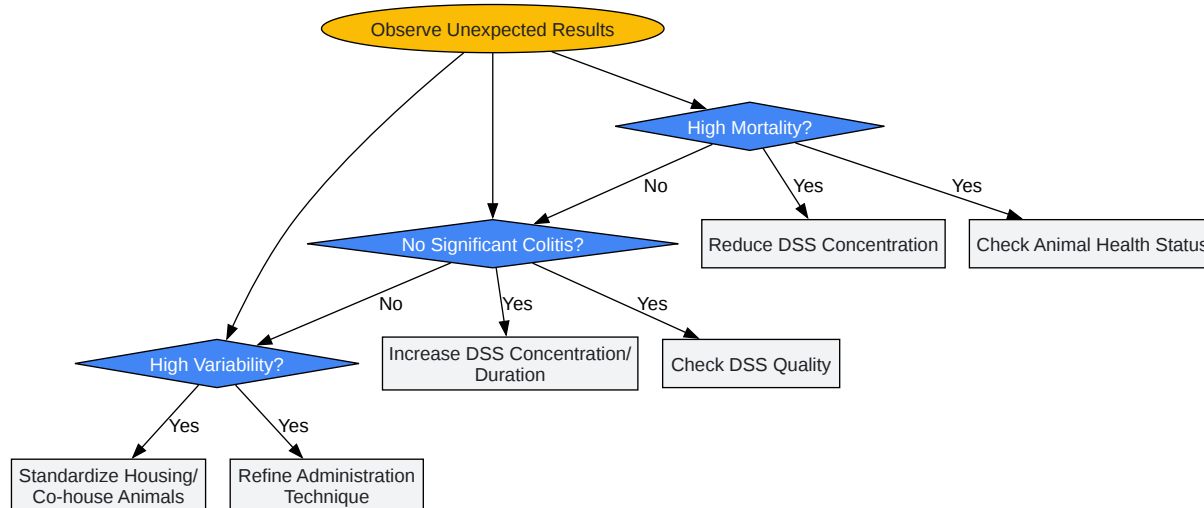 Observe Unexpected Results
High Mortality?
No
Yes
Yes
No Significant Colitis?
Reduce DSS Concentration
Check Animal Health Status
No
Yes
Yes
High Variability?
Increase DSS Concentration/
Duration
Check DSS Quality
Yes
Yes
Standardize Housing/
Co-house Animals
Refine Administration
Technique